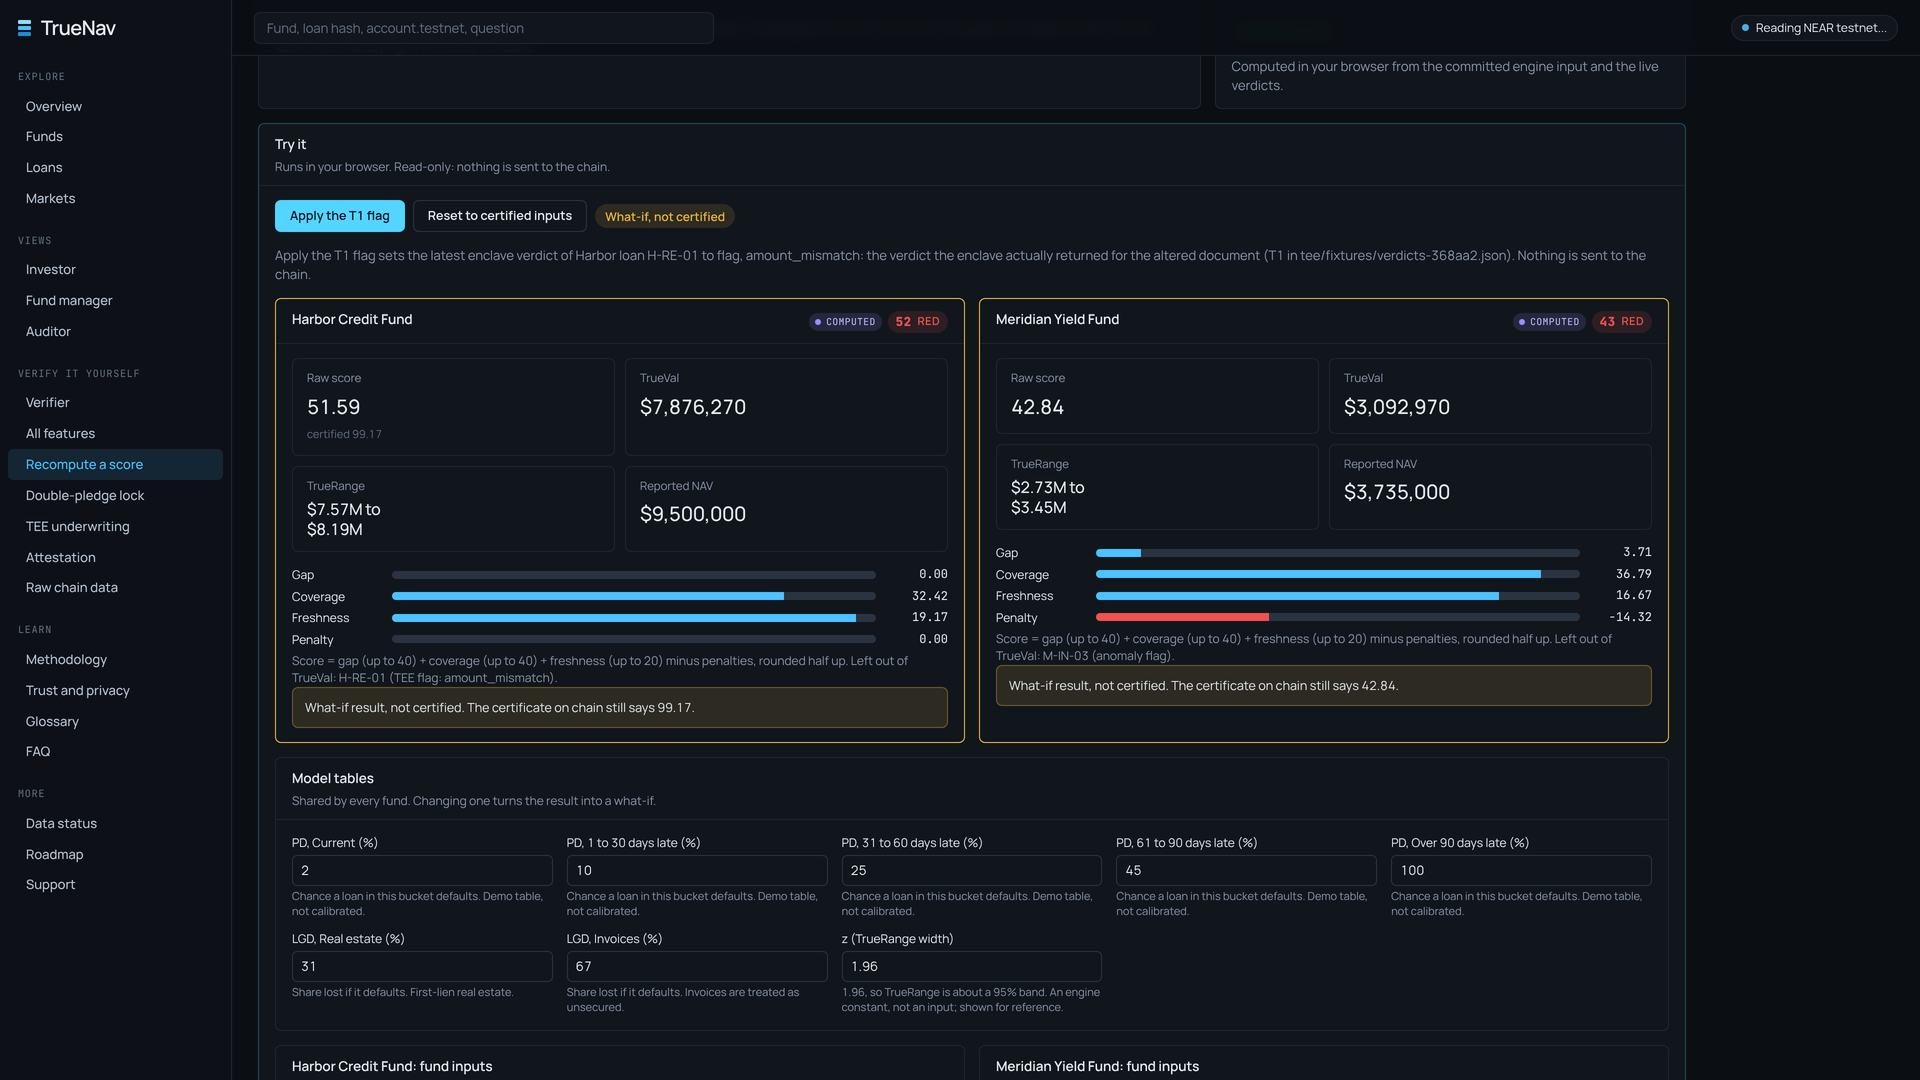 TrueNav
Fund, loan hash, account.testnet, question
Reading NEAR testnet...
EXPLORE
Overview
Funds
Loans
Markets
VIEWS
Investor
Fund manager
Auditor
VERIFY IT YOURSELF
Verifier
All features
Recompute a score
Double-pledge lock
TEE underwriting
Attestation
Raw chain data
LEARN
Methodology
Trust and privacy
Glossary
FAQ
MORE
Data status
Roadmap
Support
Computed in your browser from the committed engine input and the live
verdicts.
Try it
Runs in your browser. Read-only: nothing is sent to the chain.
Apply the T1 flag
Reset to certified inputs
What-if, not certified
Apply the T1 flag sets the latest enclave verdict of Harbor loan H-RE-01 to flag, amount_mismatch: the verdict the enclave actually returned for the altered document (T1 in tee/fixtures/verdicts-368aa2.json). Nothing is sent to the
chain.
Harbor Credit Fund
COMPUTED
52 RED
Raw score
51.59
certified 99.17
TrueVal
$7,876,270
TrueRange
$7.57M to
$8.19M
Reported NAV
$9,500,000
Gap 0.00
Coverage 32.42
Freshness 19.17
Penalty 0.00
Score = gap (up to 40) + coverage (up to 40) + freshness (up to 20) minus penalties, rounded half up. Left out of
TrueVal: H-RE-01 (TEE flag: amount_mismatch).
What-if result, not certified. The certificate on chain still says 99.17.
Meridian Yield Fund
COMPUTED
43 RED
Raw score
42.84
TrueVal
$3,092,970
TrueRange
$2.73M to
$3.45M
Reported NAV
$3,735,000
Gap 3.71
Coverage 36.79
Freshness 16.67
Penalty -14.32
Score = gap (up to 40) + coverage (up to 40) + freshness (up to 20) minus penalties, rounded half up. Left out of
TrueVal: M-IN-03 (anomaly flag).
What-if result, not certified. The certificate on chain still says 42.84.
Model tables
Shared by every fund. Changing one turns the result into a what-if.
PD, Current (%)
2
Chance a loan in this bucket defaults. Demo table,
not calibrated.
PD, 1 to 30 days late (%)
10
Chance a loan in this bucket defaults. Demo table,
not calibrated.
PD, 31 to 60 days late (%)
25
Chance a loan in this bucket defaults. Demo table,
not calibrated.
PD, 61 to 90 days late (%)
45
Chance a loan in this bucket defaults. Demo table,
not calibrated.
PD, Over 90 days late (%)
100
Chance a loan in this bucket defaults. Demo table,
not calibrated.
LGD, Real estate (%)
31
Share lost if it defaults. First-lien real estate.
LGD, Invoices (%)
67
Share lost if it defaults. Invoices are treated as
unsecured.
z (TrueRange width)
1.96
1.96, so TrueRange is about a 95% band. An engine
constant, not an input; shown for reference.
Harbor Credit Fund: fund inputs
Meridian Yield Fund: fund inputs